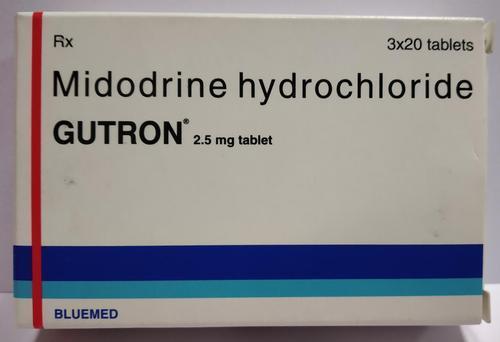 Rx 3x20 tablets
Midodrine hydrochloride
GUTRON® 2.5 mg tablet
BLUEMED